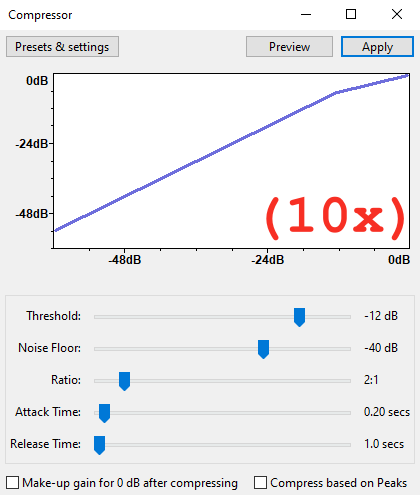 Compressor
Presets & settings
Preview
Apply
0dB
-24dB
-48dB
(10x)
-48dB
-24dB
0dB
Threshold:
-12 dB
Noise Floor:
-40 dB
Ratio:
2:1
Attack Time:
0.20 secs
Release Time:
1.0 secs
Make-up gain for 0 dB after compressing
Compress based on Peaks